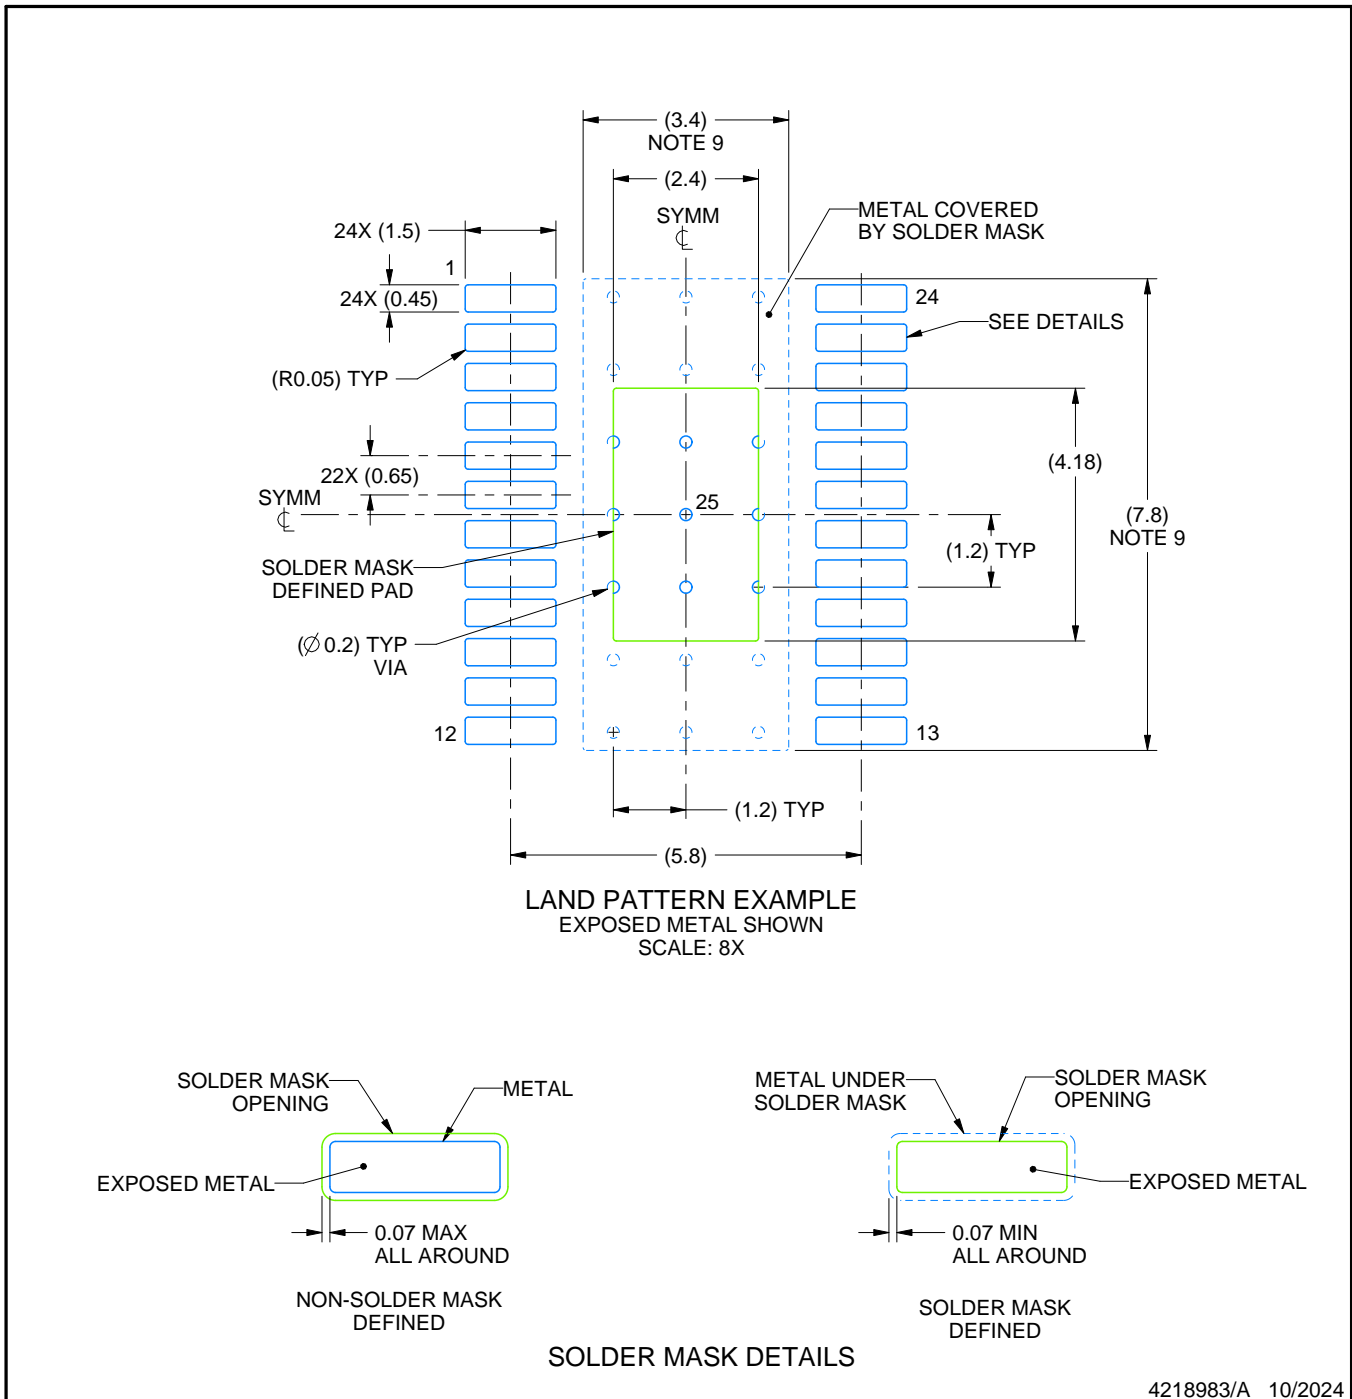 (3.4)
NOTE 9
(2.4)
SYMM
℄
METAL COVERED
BY SOLDER MASK
24X (1.5)
1
24X (0.45)
24
SEE DETAILS
(R0.05) TYP
(4.18)
22X (0.65)
SYMM
℄
25
(7.8)
NOTE 9
(1.2) TYP
SOLDER MASK
DEFINED PAD
(∅0.2) TYP
VIA
12
13
(1.2) TYP
(5.8)
LAND PATTERN EXAMPLE
EXPOSED METAL SHOWN
SCALE: 8X
SOLDER MASK
OPENING
METAL
EXPOSED METAL
0.07 MAX
ALL AROUND
NON-SOLDER MASK
DEFINED
METAL UNDER
SOLDER MASK
SOLDER MASK
OPENING
EXPOSED METAL
0.07 MIN
ALL AROUND
SOLDER MASK
DEFINED
SOLDER MASK DETAILS
4218983/A 10/2024